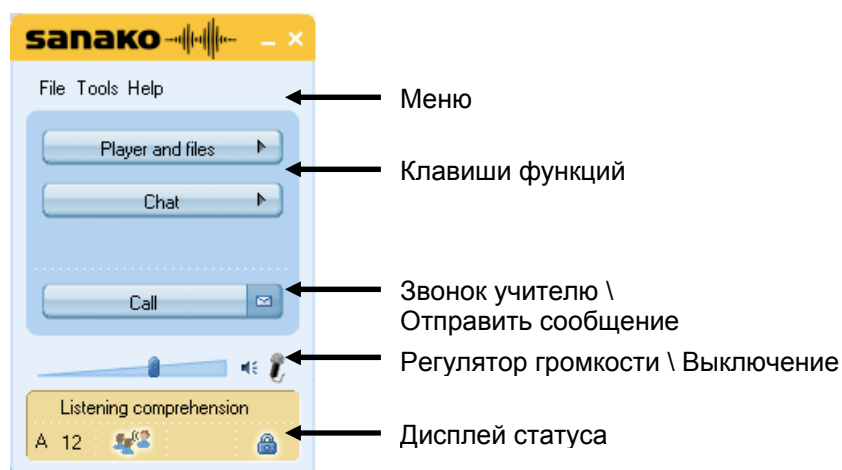 sanako
File Tools Help
Меню
Player and files
Клавиши функций
Chat
Call
Звонок учителю \
Отправить сообщение
Регулятор громкости \ Выключение
Listening comprehension
A 12
Дисплей статуса